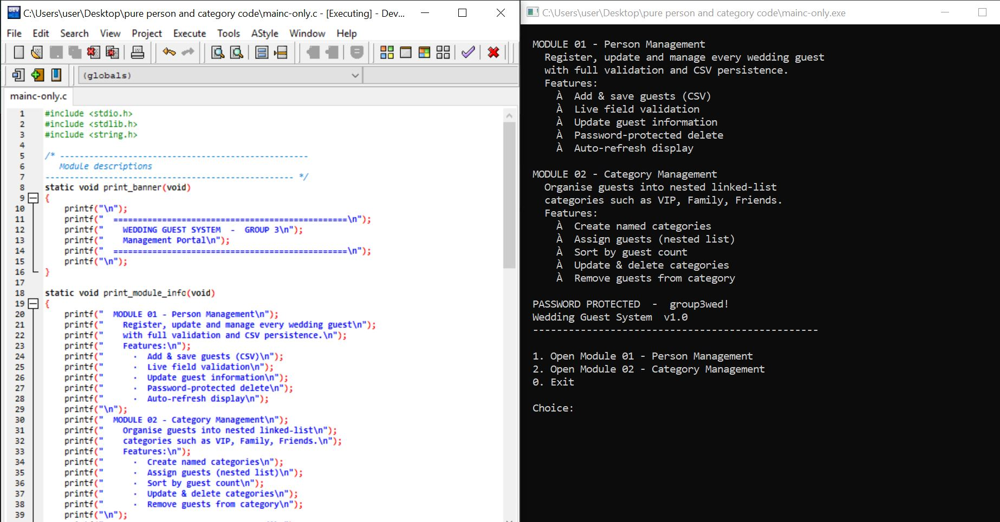 C:\Users\user\Desktop\pure person and category code\mainc-only.c - [Executing] - Dev...
File Edit Search View Project Execute Tools AStyle Window Help
(globals)
mainc-only.c
1 #include <stdio.h>
2 #include <stdlib.h>
3 #include <string.h>
4
5 /* ---------------------------------------------------
6    Module descriptions
7 --------------------------------------------------- */
8 static void print_banner(void)
9 {
10     printf("\n");
11     printf("  ================================================\n");
12     printf("    WEDDING GUEST SYSTEM  -  GROUP 3\n");
13     printf("    Management Portal\n");
14     printf("  ================================================\n");
15     printf("\n");
16 }
17
18 static void print_module_info(void)
19 {
20     printf("  MODULE 01 - Person Management\n");
21     printf("    Register, update and manage every wedding guest\n");
22     printf("    with full validation and CSV persistence.\n");
23     printf("    Features:\n");
24     printf("      ·  Add & save guests (CSV)\n");
25     printf("      ·  Live field validation\n");
26     printf("      ·  Update guest information\n");
27     printf("      ·  Password-protected delete\n");
28     printf("      ·  Auto-refresh display\n");
29     printf("\n");
30     printf("  MODULE 02 - Category Management\n");
31     printf("    Organise guests into nested linked-list\n");
32     printf("    categories such as VIP, Family, Friends.\n");
33     printf("    Features:\n");
34     printf("      ·  Create named categories\n");
35     printf("      ·  Assign guests (nested list)\n");
36     printf("      ·  Sort by guest count\n");
37     printf("      ·  Update & delete categories\n");
38     printf("      ·  Remove guests from category\n");
39     printf("\n");
C:\Users\user\Desktop\pure person and category code\mainc-only.exe
MODULE 01 - Person Management
  Register, update and manage every wedding guest
  with full validation and CSV persistence.
  Features:
    À  Add & save guests (CSV)
    À  Live field validation
    À  Update guest information
    À  Password-protected delete
    À  Auto-refresh display
MODULE 02 - Category Management
  Organise guests into nested linked-list
  categories such as VIP, Family, Friends.
  Features:
    À  Create named categories
    À  Assign guests (nested list)
    À  Sort by guest count
    À  Update & delete categories
    À  Remove guests from category
PASSWORD PROTECTED  -  group3wed!
Wedding Guest System  v1.0
------------------------------------------------
1. Open Module 01 - Person Management
2. Open Module 02 - Category Management
0. Exit
Choice: